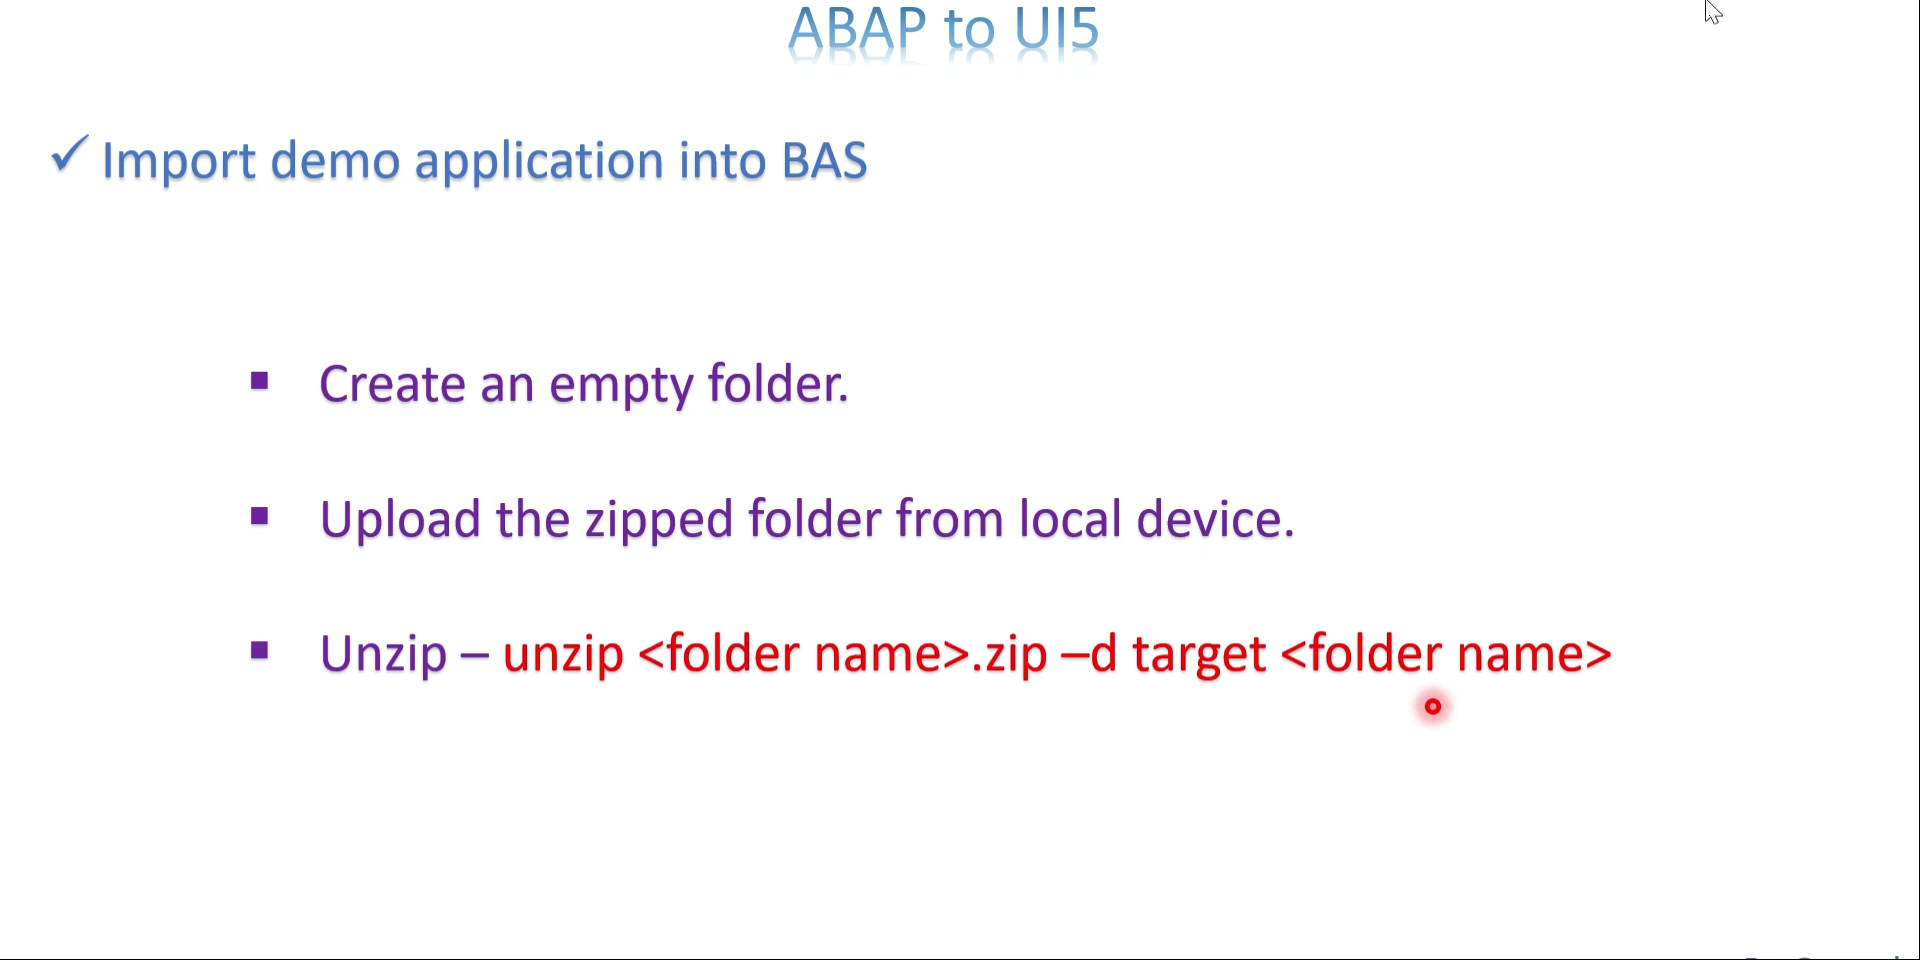 ABAP to UI5
✓ Import demo application into BAS
▪ Create an empty folder.
▪ Upload the zipped folder from local device.
▪ Unzip – unzip <folder name>.zip –d target <folder name>